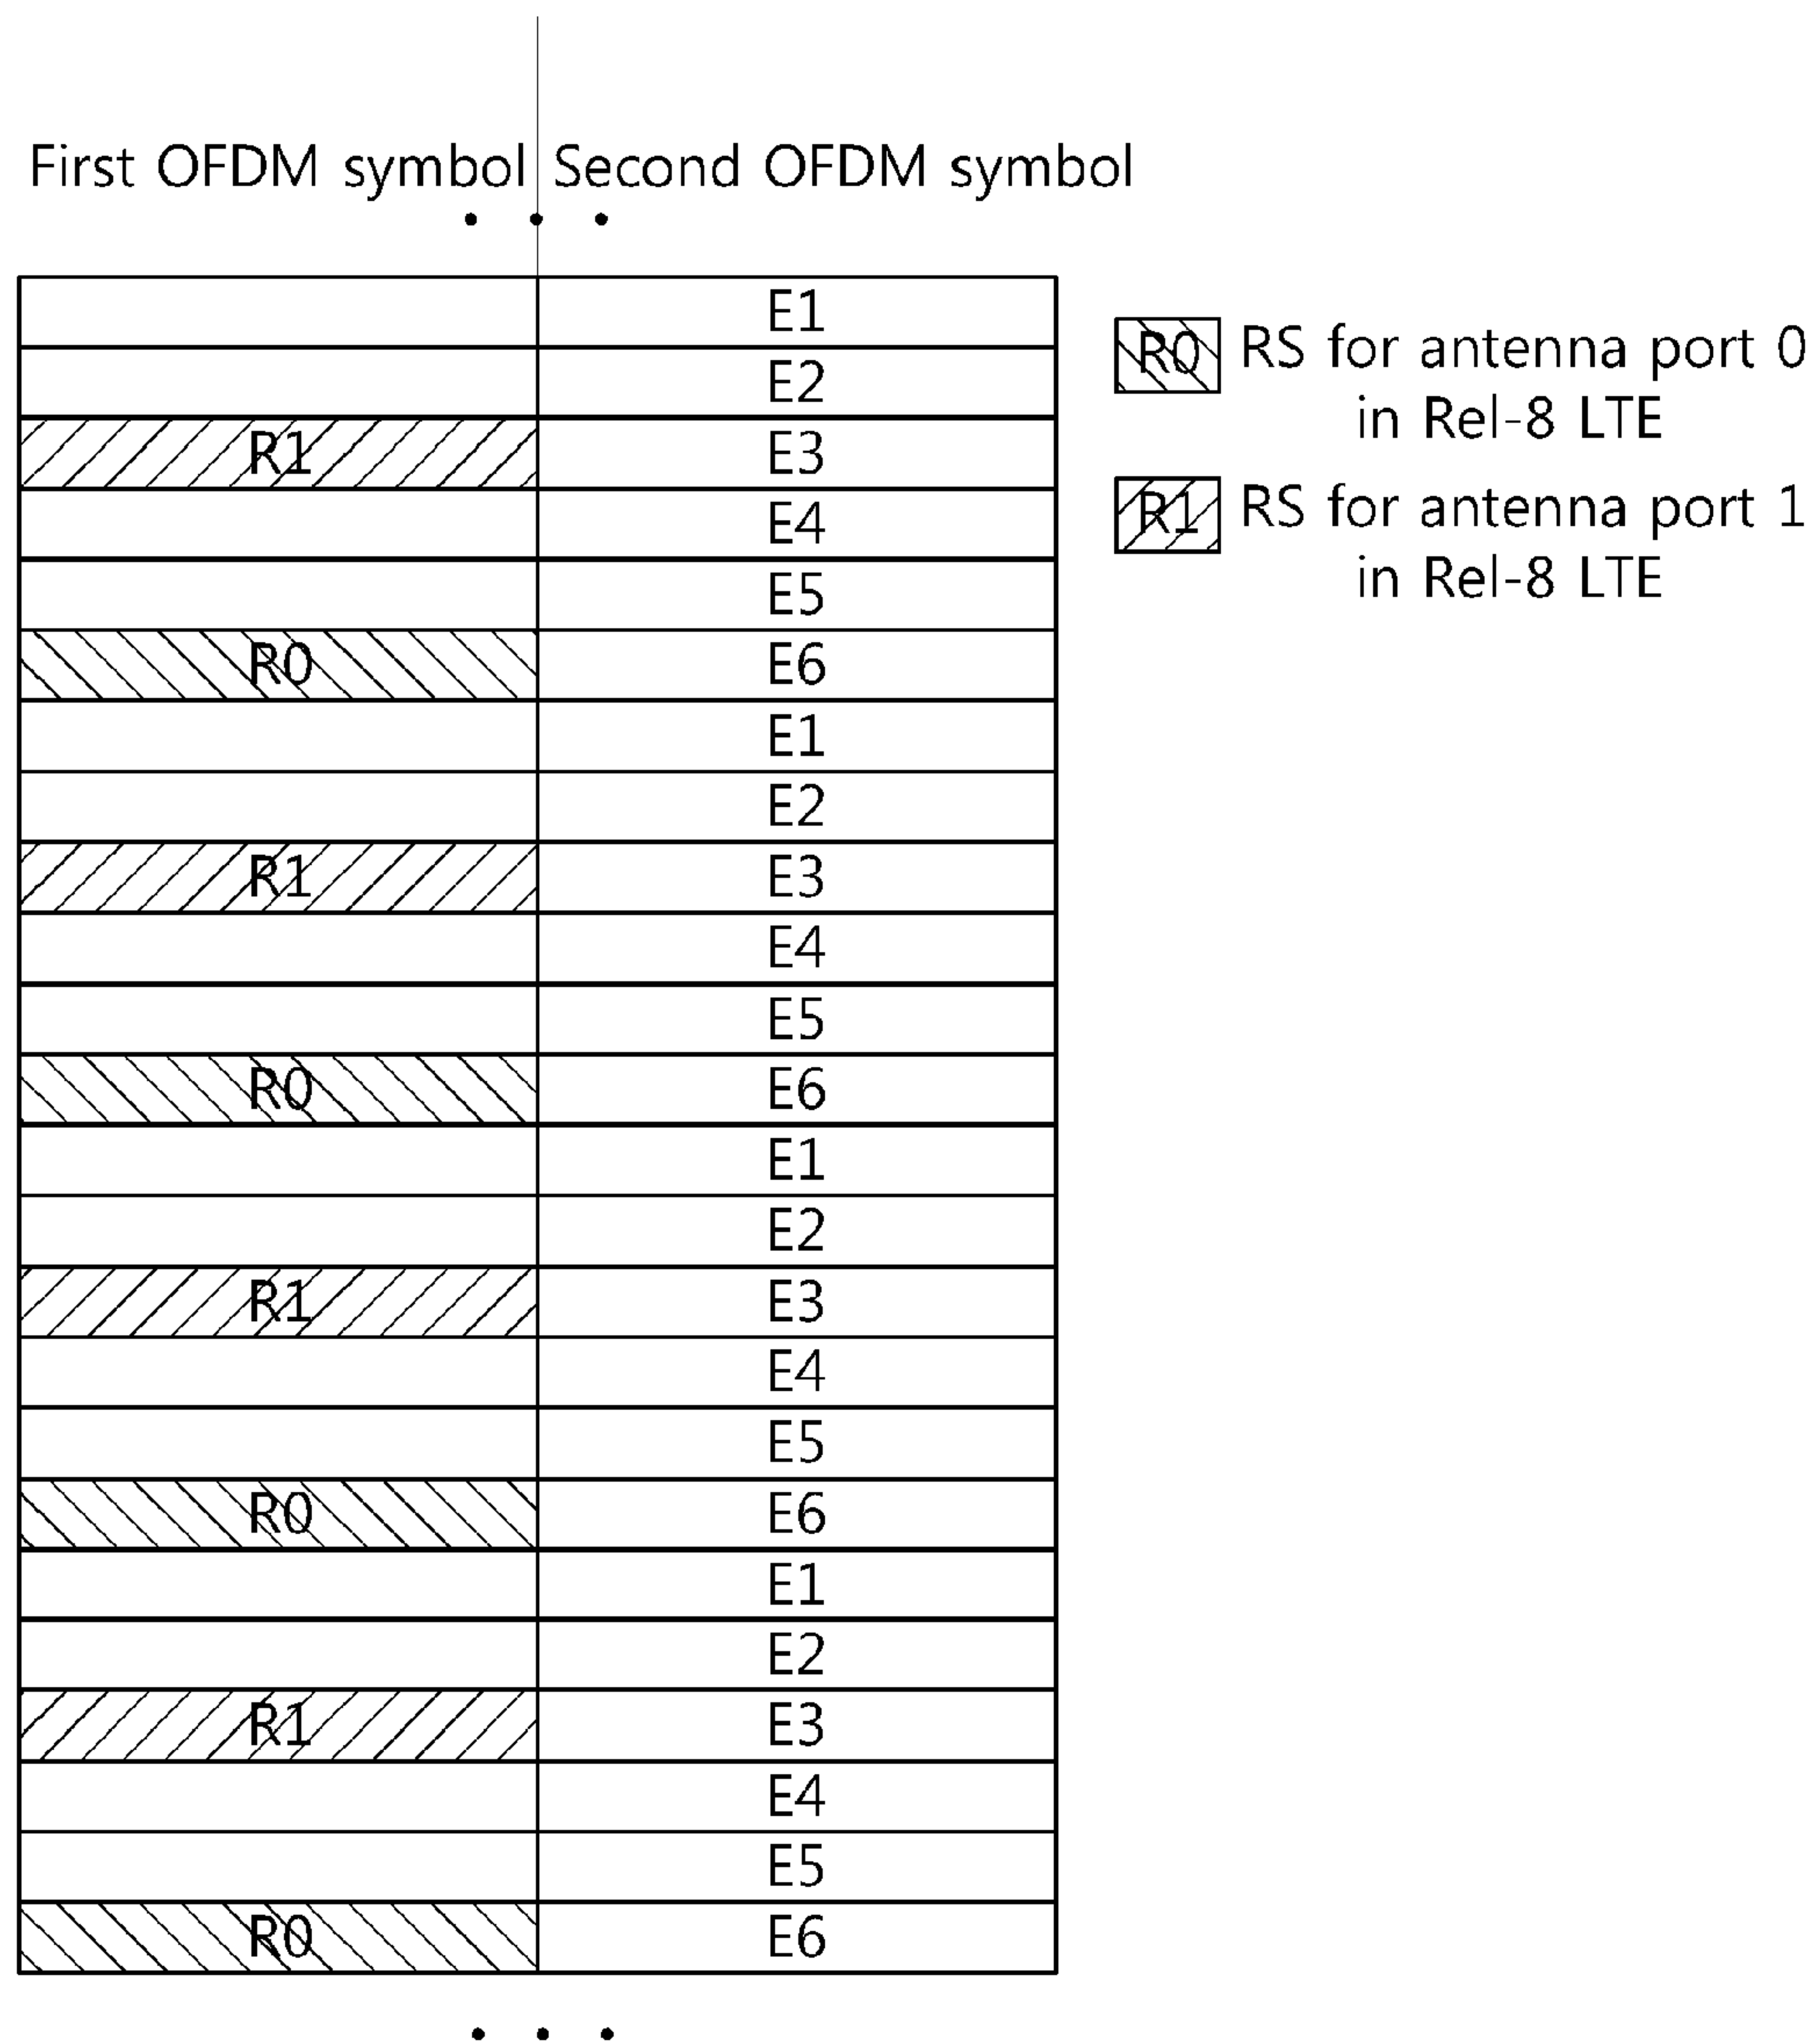 First OFDM symbol Second OFDM symbol
• • •
E1
E2
R1 E3
E4
E5
R0 E6
E1
E2
R1 E3
E4
E5
R0 E6
E1
E2
R1 E3
E4
E5
R0 E6
E1
E2
R1 E3
E4
E5
R0 E6
• • •
R0 RS for antenna port 0
in Rel-8 LTE
R1 RS for antenna port 1
in Rel-8 LTE